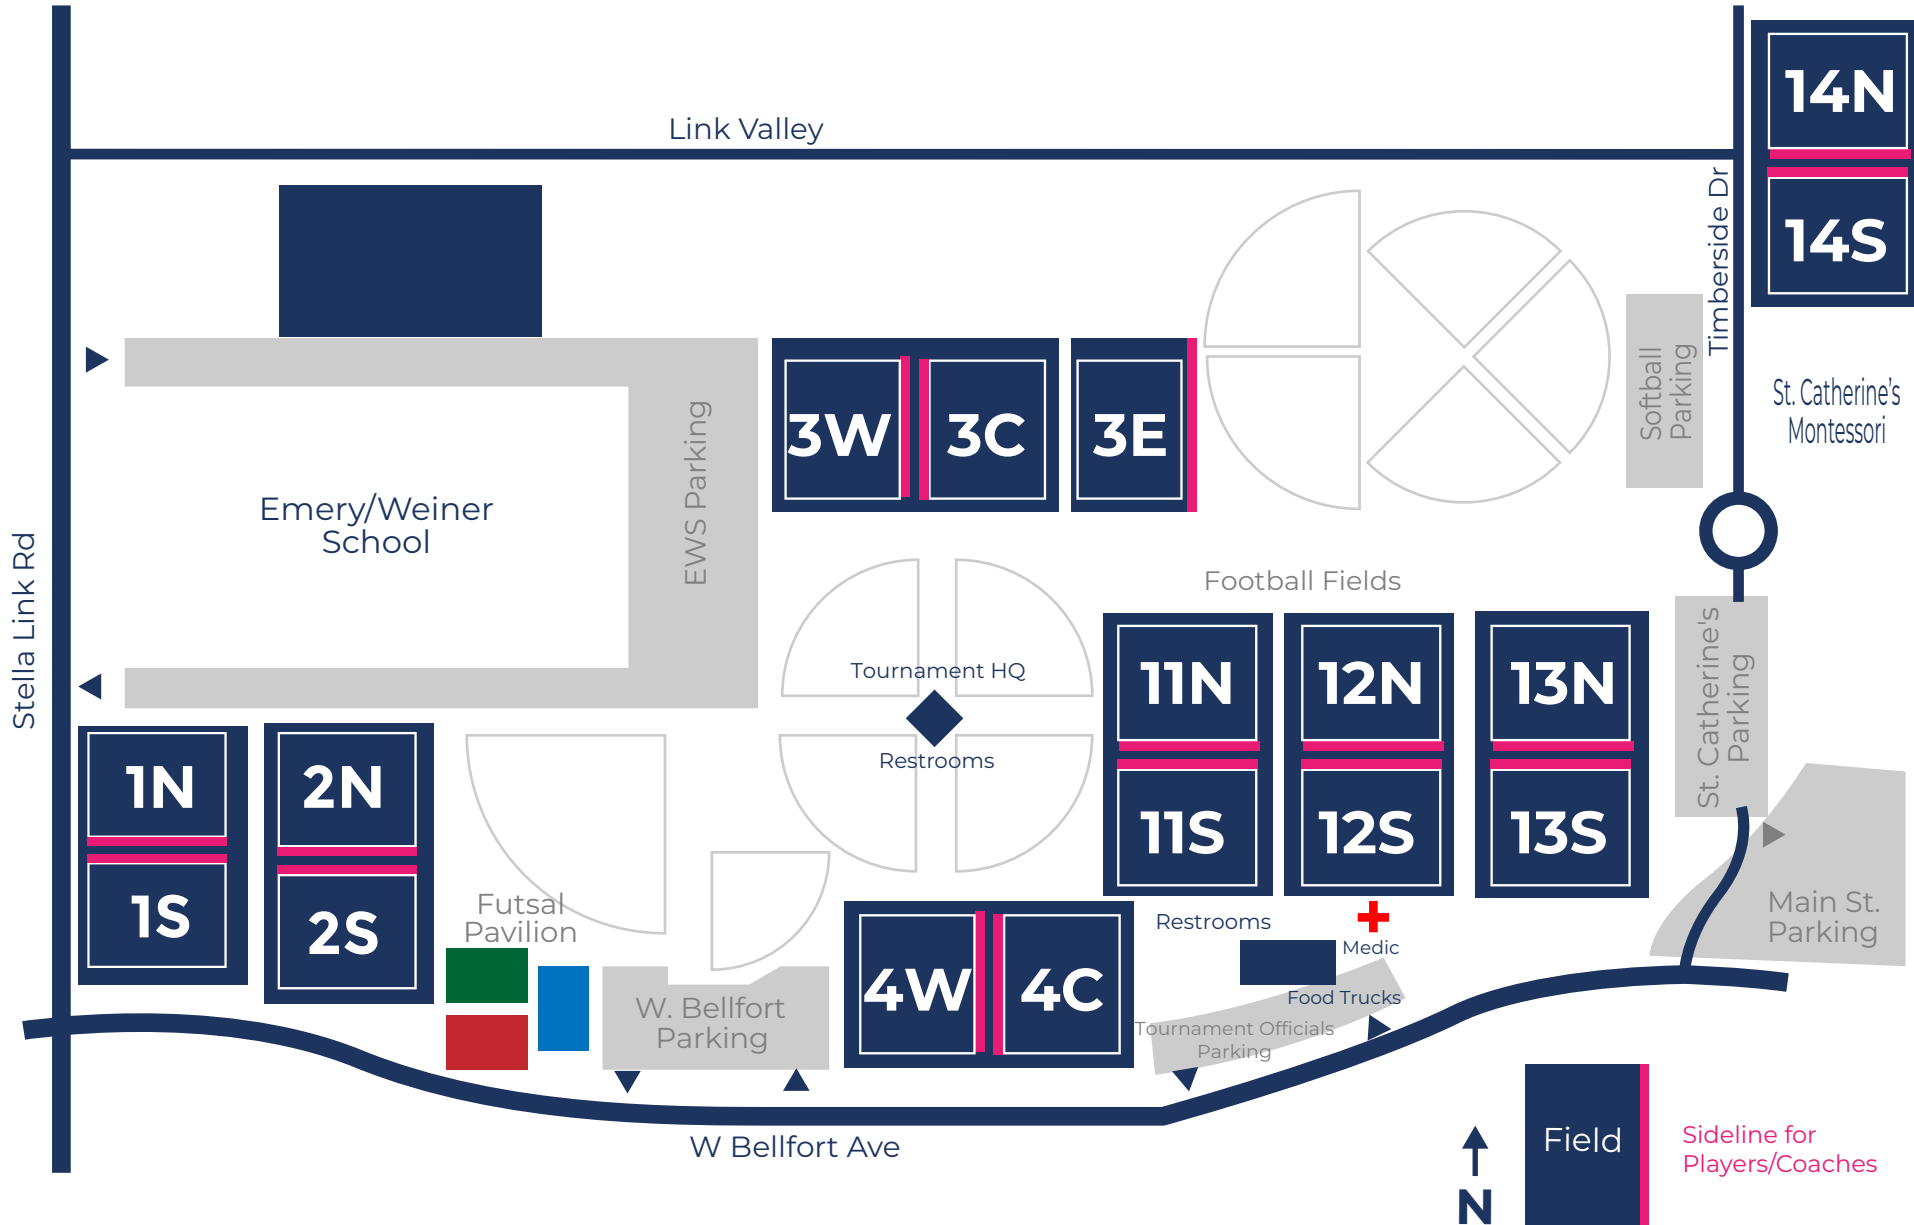 Link Valley
14N
14S
Timberside Dr
Softball
Parking
St. Catherine's
Montessori
3W
3C
3E
EWS Parking
Emery/Weiner
School
Stella Link Rd
Football Fields
Tournament HQ
Restrooms
11N
12N
13N
11S
12S
13S
St. Catherine's
Parking
1N
2N
1S
2S
Futsal
Pavilion
W. Bellfort
Parking
4W
4C
Restrooms
Medic
Food Trucks
Tournament Officials
Parking
Main St.
Parking
W Bellfort Ave
N
Field
Sideline for
Players/Coaches